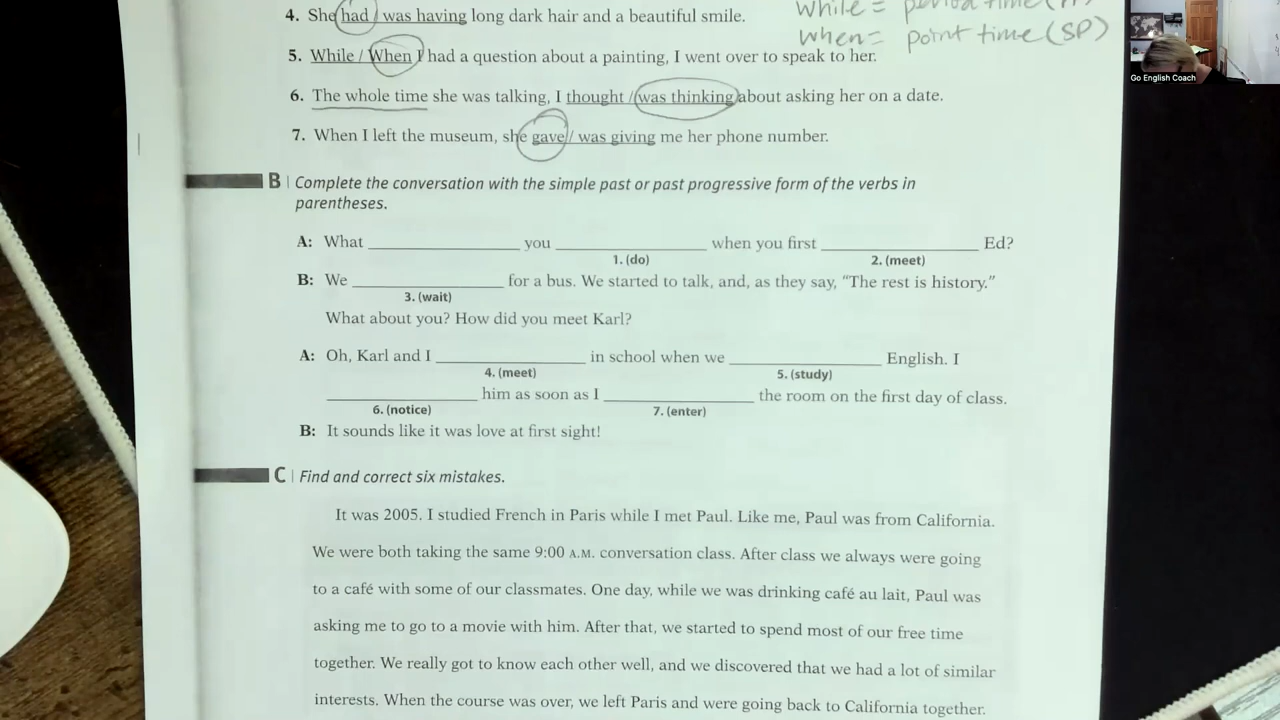 4. She had / was having long dark hair and a beautiful smile.
while = period time
when = point time (SP)
Go English Coach
5. While / When I had a question about a painting, I went over to speak to her.
6. The whole time she was talking, I thought / was thinking about asking her on a date.
7. When I left the museum, she gave / was giving me her phone number.
B | Complete the conversation with the simple past or past progressive form of the verbs in
parentheses.
A: What ____________ you ____________ when you first ____________ Ed?
1. (do) 2. (meet)
B: We ____________ for a bus. We started to talk, and, as they say, “The rest is history.”
3. (wait)
What about you? How did you meet Karl?
A: Oh, Karl and I ____________ in school when we ____________ English. I
4. (meet) 5. (study)
____________ him as soon as I ____________ the room on the first day of class.
6. (notice) 7. (enter)
B: It sounds like it was love at first sight!
C | Find and correct six mistakes.
It was 2005. I studied French in Paris while I met Paul. Like me, Paul was from California.
We were both taking the same 9:00 A.M. conversation class. After class we always were going
to a café with some of our classmates. One day, while we was drinking café au lait, Paul was
asking me to go to a movie with him. After that, we started to spend most of our free time
together. We really got to know each other well, and we discovered that we had a lot of similar
interests. When the course was over, we left Paris and were going back to California together.